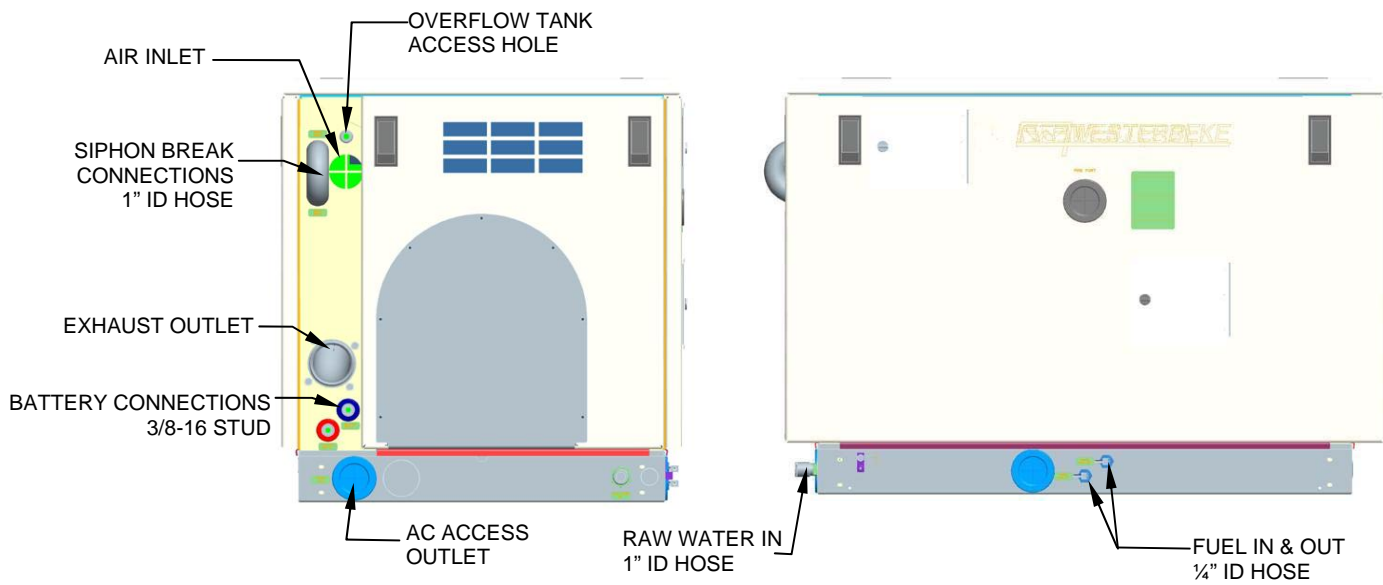 OVERFLOW TANK
ACCESS HOLE
AIR INLET
SIPHON BREAK
CONNECTIONS
1” ID HOSE
EXHAUST OUTLET
BATTERY CONNECTIONS
3/8-16 STUD
AC ACCESS
OUTLET
WESTERBEKE
RAW WATER IN
1” ID HOSE
FUEL IN & OUT
¼” ID HOSE